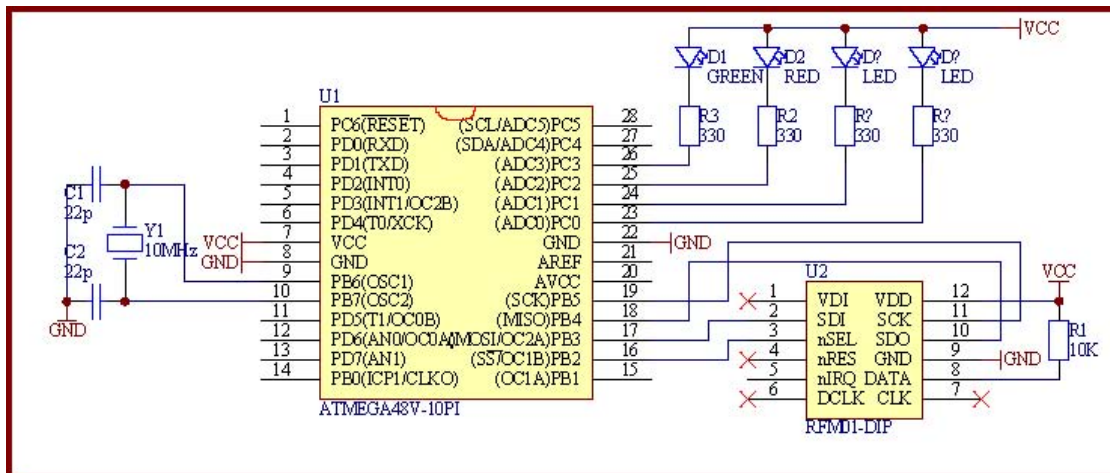 VCC
D1
GREEN
D2
RED
D?
LED
D?
LED
R3
330
R2
330
R?
330
R?
330
U1
1 PC6(RESET) (SCL/ADC5)PC5 28
2 PD0(RXD) (SDA/ADC4)PC4 27
3 PD1(TXD) (ADC3)PC3 26
4 PD2(INT0) (ADC2)PC2 25
5 PD3(INT1/OC2B) (ADC1)PC1 24
6 PD4(T0/XCK) (ADC0)PC0 23
VCC 7 VCC GND 22 GND
GND 8 GND AREF 21
9 PB6(OSC1) AVCC 20
10 PB7(OSC2) (SCK)PB5 19
11 PD5(T1/OC0B) (MISO)PB4 18
12 PD6(AN0/OC0A) (MOSI/OC2A)PB3 17
13 PD7(AN1) (SS/OC1B)PB2 16
14 PB0(ICP1/CLKO) (OC1A)PB1 15
ATMEGA48V-10PI
C1
22p
Y1
10MHz
C2
22p
GND
U2
VCC
1 VDI VDD 12
2 SDI SCK 11
3 nSEL SDO 10
4 nRES GND 9 GND
5 nIRQ DATA 8
6 DCLK CLK 7
R1
10K
RFM01-DIP